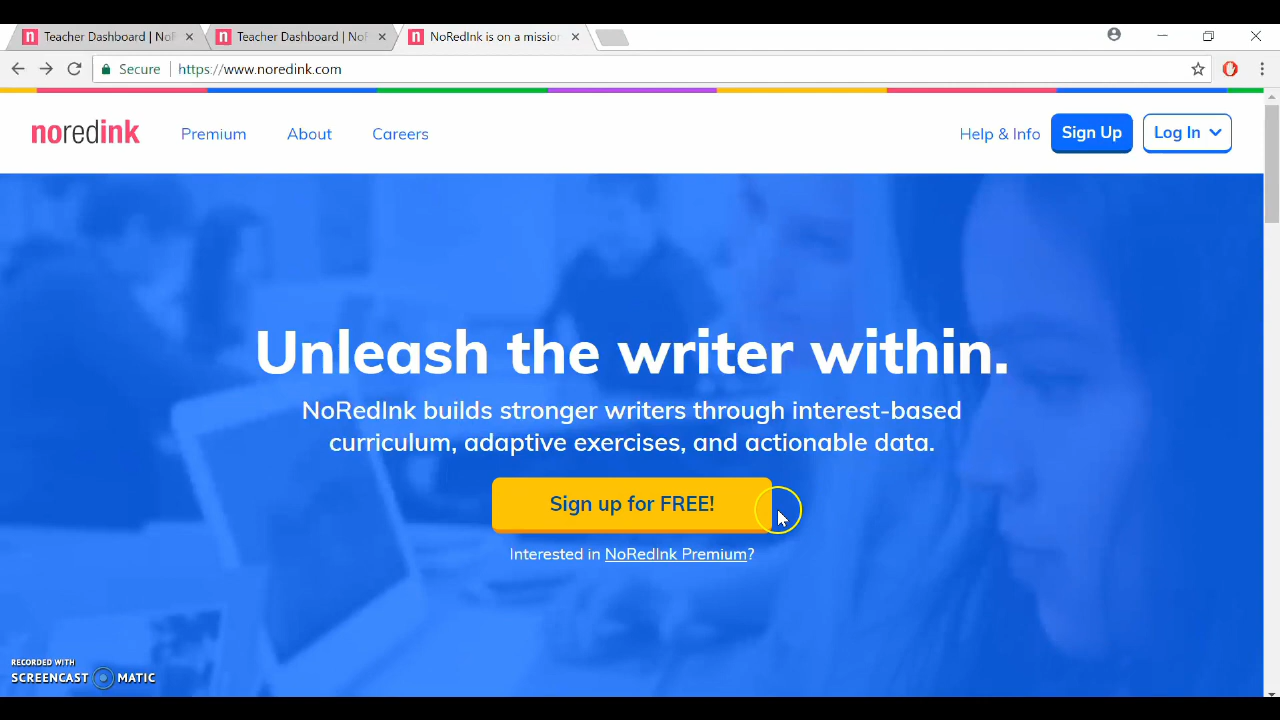 Teacher Dashboard | NoR
Teacher Dashboard | NoF
NoRedInk is on a mission
Secure
https://www.noredink.com
noredink
Premium
About
Careers
Help & Info
Sign Up
Log In
Unleash the writer within.
NoRedInk builds stronger writers through interest-based
curriculum, adaptive exercises, and actionable data.
Sign up for FREE!
Interested in NoRedInk Premium?
RECORDED WITH
SCREENCAST MATIC